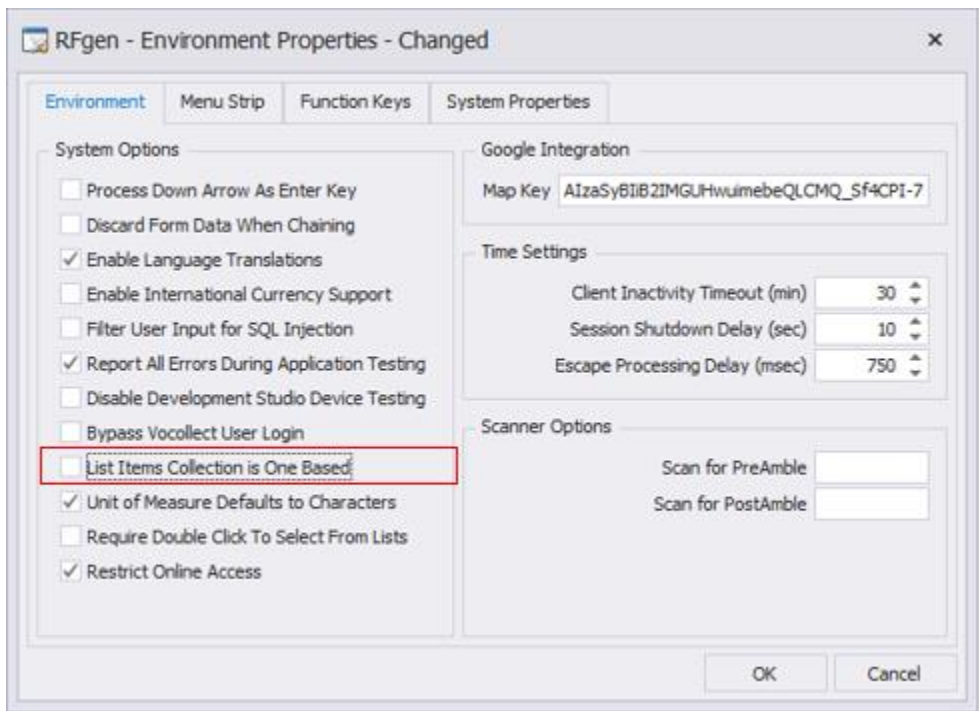 RFgen - Environment Properties - Changed
Environment Menu Strip Function Keys System Properties
System Options
Process Down Arrow As Enter Key
Discard Form Data When Chaining
Enable Language Translations
Enable International Currency Support
Filter User Input for SQL Injection
Report All Errors During Application Testing
Disable Development Studio Device Testing
Bypass Vocollect User Login
List Items Collection is One Based
Unit of Measure Defaults to Characters
Require Double Click To Select From Lists
Restrict Online Access
Google Integration
Map Key
Time Settings
Client Inactivity Timeout (min) 30
Session Shutdown Delay (sec) 10
Escape Processing Delay (msec) 750
Scanner Options
Scan for PreAmble
Scan for PostAmble
OK Cancel